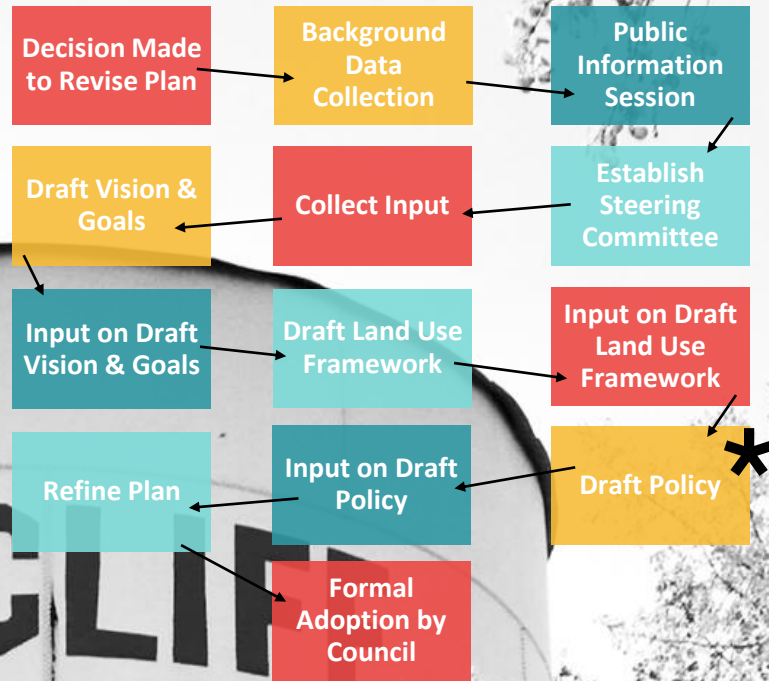 Decision Made
to Revise Plan
Background
Data
Collection
Public
Information
Session
Establish
Steering
Committee
Collect Input
Draft Vision &
Goals
Input on Draft
Vision & Goals
Draft Land Use
Framework
Input on Draft
Land Use
Framework
Draft Policy *
Input on Draft
Policy
Refine Plan
Formal
Adoption by
Council